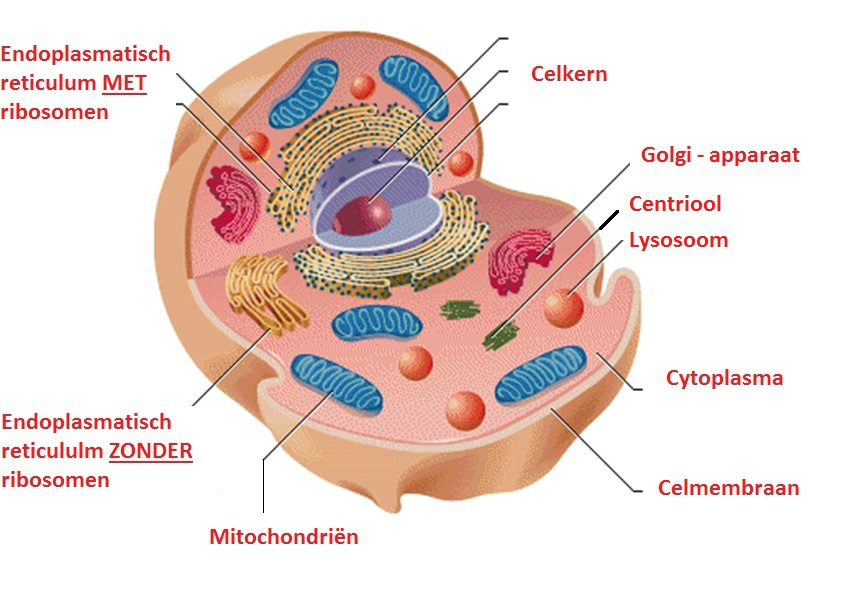 Endoplasmatisch
reticulum MET
ribosomen
Celkern
Golgi - apparaat
Centriool
Lysosoom
Cytoplasma
Endoplasmatisch
reticululm ZONDER
ribosomen
Celmembraan
Mitochondriën